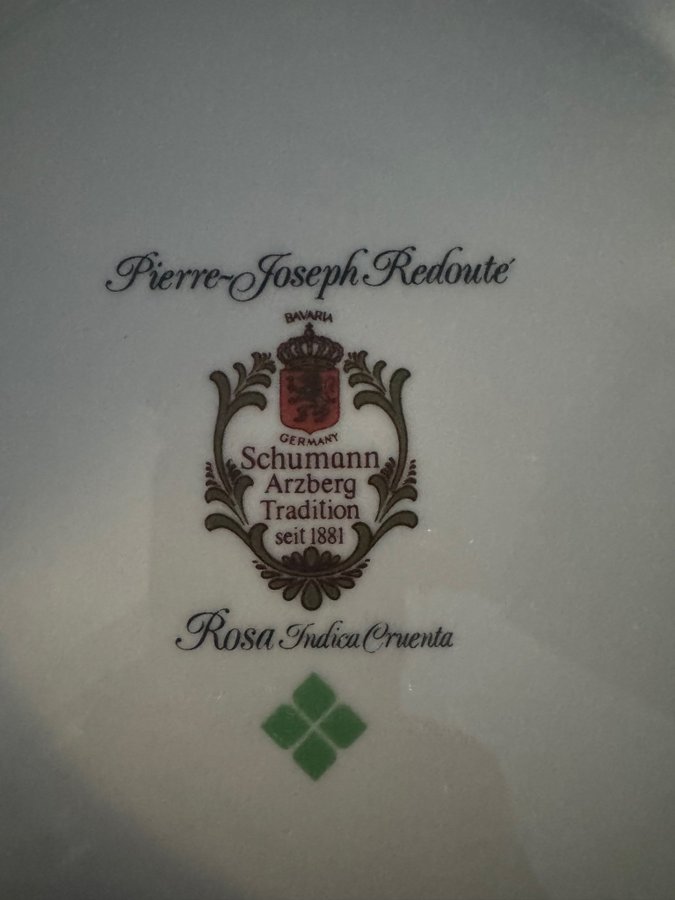 Pierre-Joseph Redouté
BAVARIA
GERMANY
Schumann
Arzberg
Tradition
seit 1881
Rosa Indica Cruenta